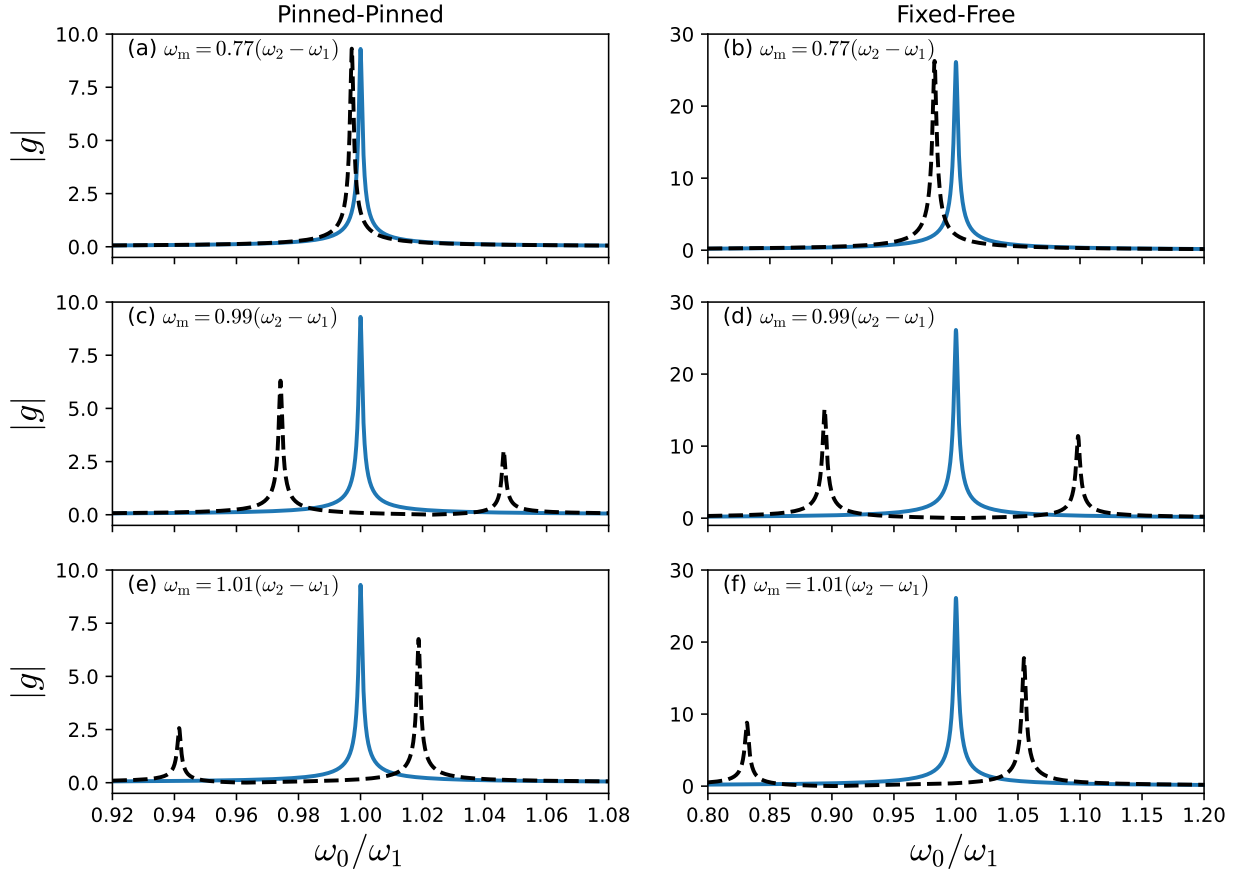 Pinned-Pinned
Fixed-Free
(a) ωm = 0.77(ω2 − ω1)
(b) ωm = 0.77(ω2 − ω1)
10.0
7.5
5.0
2.5
0.0
|g|
30
20
10
0
(c) ωm = 0.99(ω2 − ω1)
(d) ωm = 0.99(ω2 − ω1)
10.0
7.5
5.0
2.5
0.0
|g|
30
20
10
0
(e) ωm = 1.01(ω2 − ω1)
(f) ωm = 1.01(ω2 − ω1)
10.0
7.5
5.0
2.5
0.0
|g|
30
20
10
0
0.92 0.94 0.96 0.98 1.00 1.02 1.04 1.06 1.08
0.80 0.85 0.90 0.95 1.00 1.05 1.10 1.15 1.20
ω0/ω1
ω0/ω1